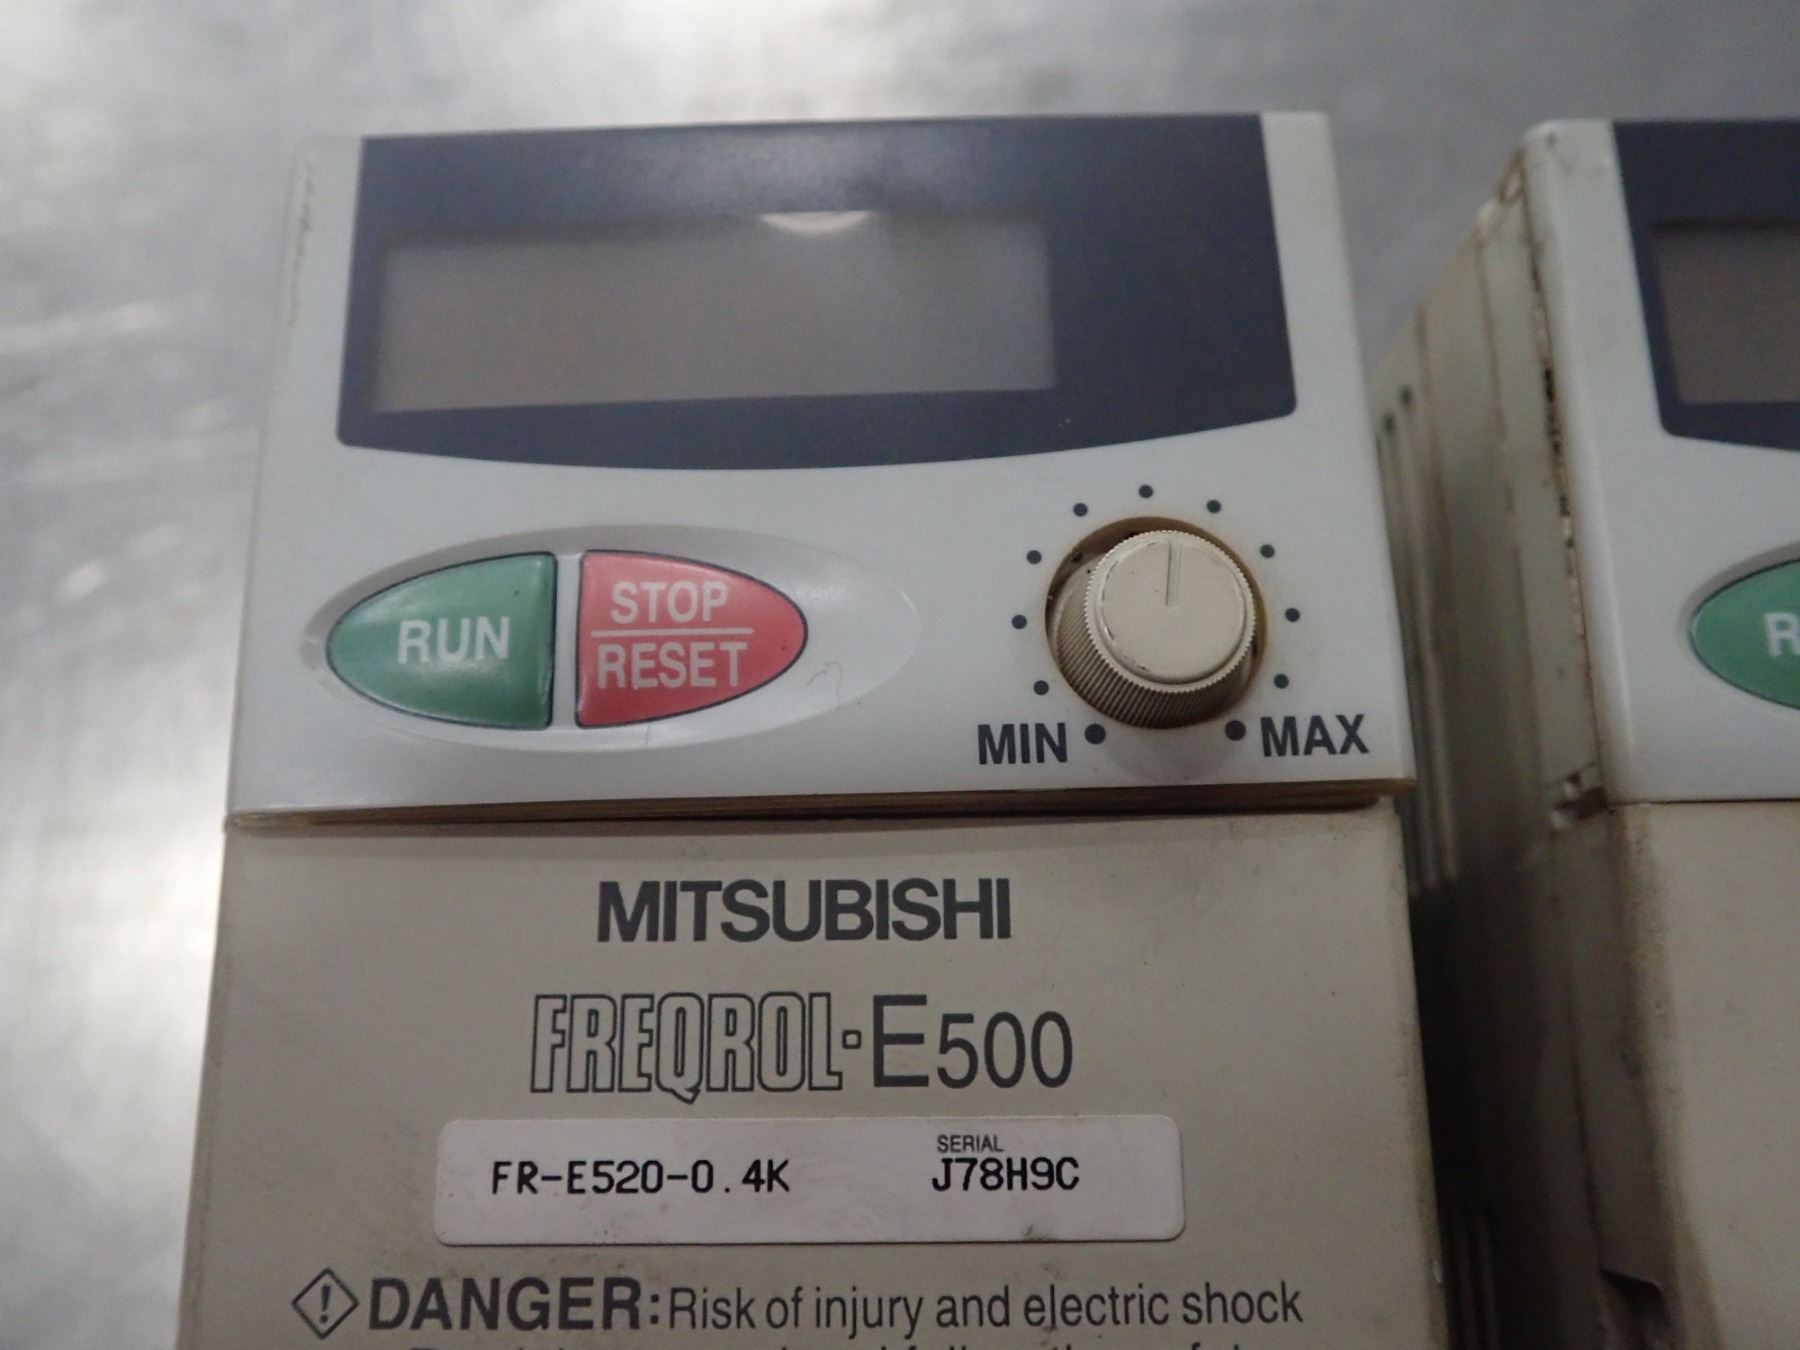 RUN
STOP
RESET
MIN
MAX
MITSUBISHI
FREQROL-E500
SERIAL
FR-E520-0.4K J78H9C
DANGER: Risk of injury and electric shock